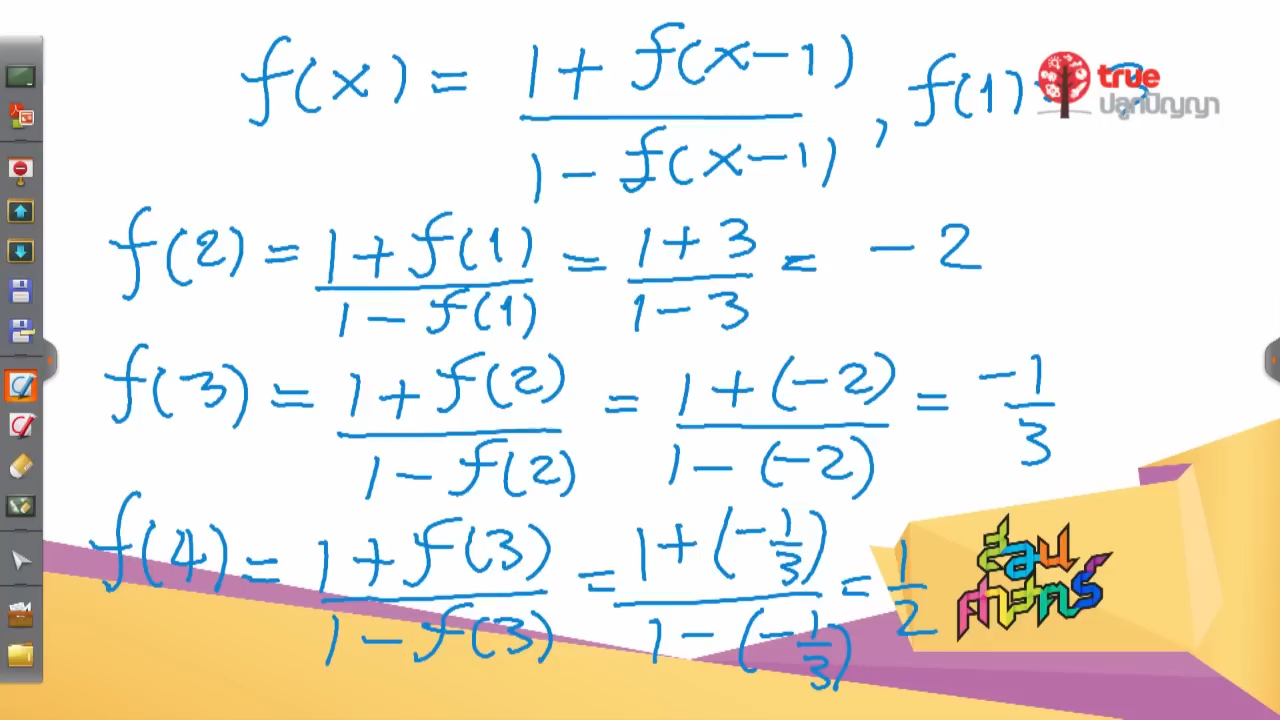 f(x) = (1 + f(x-1)) / (1 - f(x-1)) , f(1)
true
ปลูกปัญญา
f(2) = (1 + f(1)) / (1 - f(1)) = (1 + 3) / (1 - 3) = -2
f(3) = (1 + f(2)) / (1 - f(2)) = (1 + (-2)) / (1 - (-2)) = -1/3
f(4) = (1 + f(3)) / (1 - f(3)) = (1 + (-1/3)) / (1 - (-1/3)) = 1/2
สอน
ศาสตร์